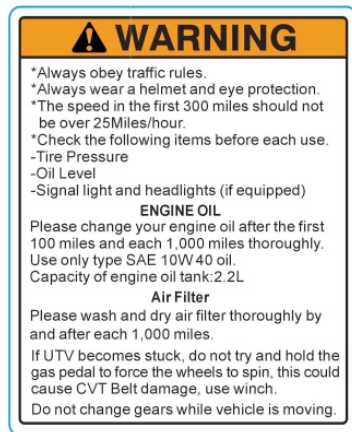 WARNING
*Always obey traffic rules.
*Always wear a helmet and eye protection.
*The speed in the first 300 miles should not
be over 25Miles/hour.
*Check the following items before each use.
-Tire Pressure
-Oil Level
-Signal light and headlights (if equipped)
ENGINE OIL
Please change your engine oil after the first
100 miles and each 1,000 miles thoroughly.
Use only type SAE 10W 40 oil.
Capacity of engine oil tank:2.2L
Air Filter
Please wash and dry air filter thoroughly by
and after each 1,000 miles.
If UTV becomes stuck, do not try and hold the
gas pedal to force the wheels to spin, this could
cause CVT Belt damage, use winch.
Do not change gears while vehicle is moving.